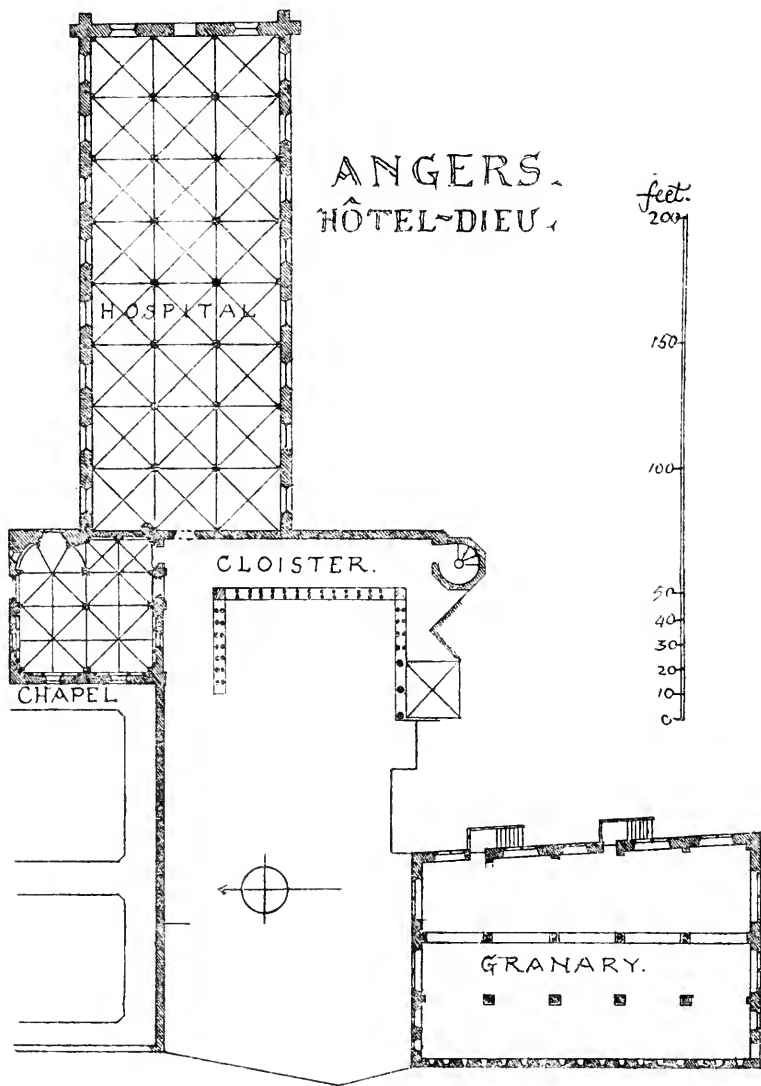 ANGERS.
HÔTEL-DIEU.
feet.
200
150
100
50
40
30
20
10
0
HOSPITAL
CLOISTER.
CHAPEL
GRANARY.